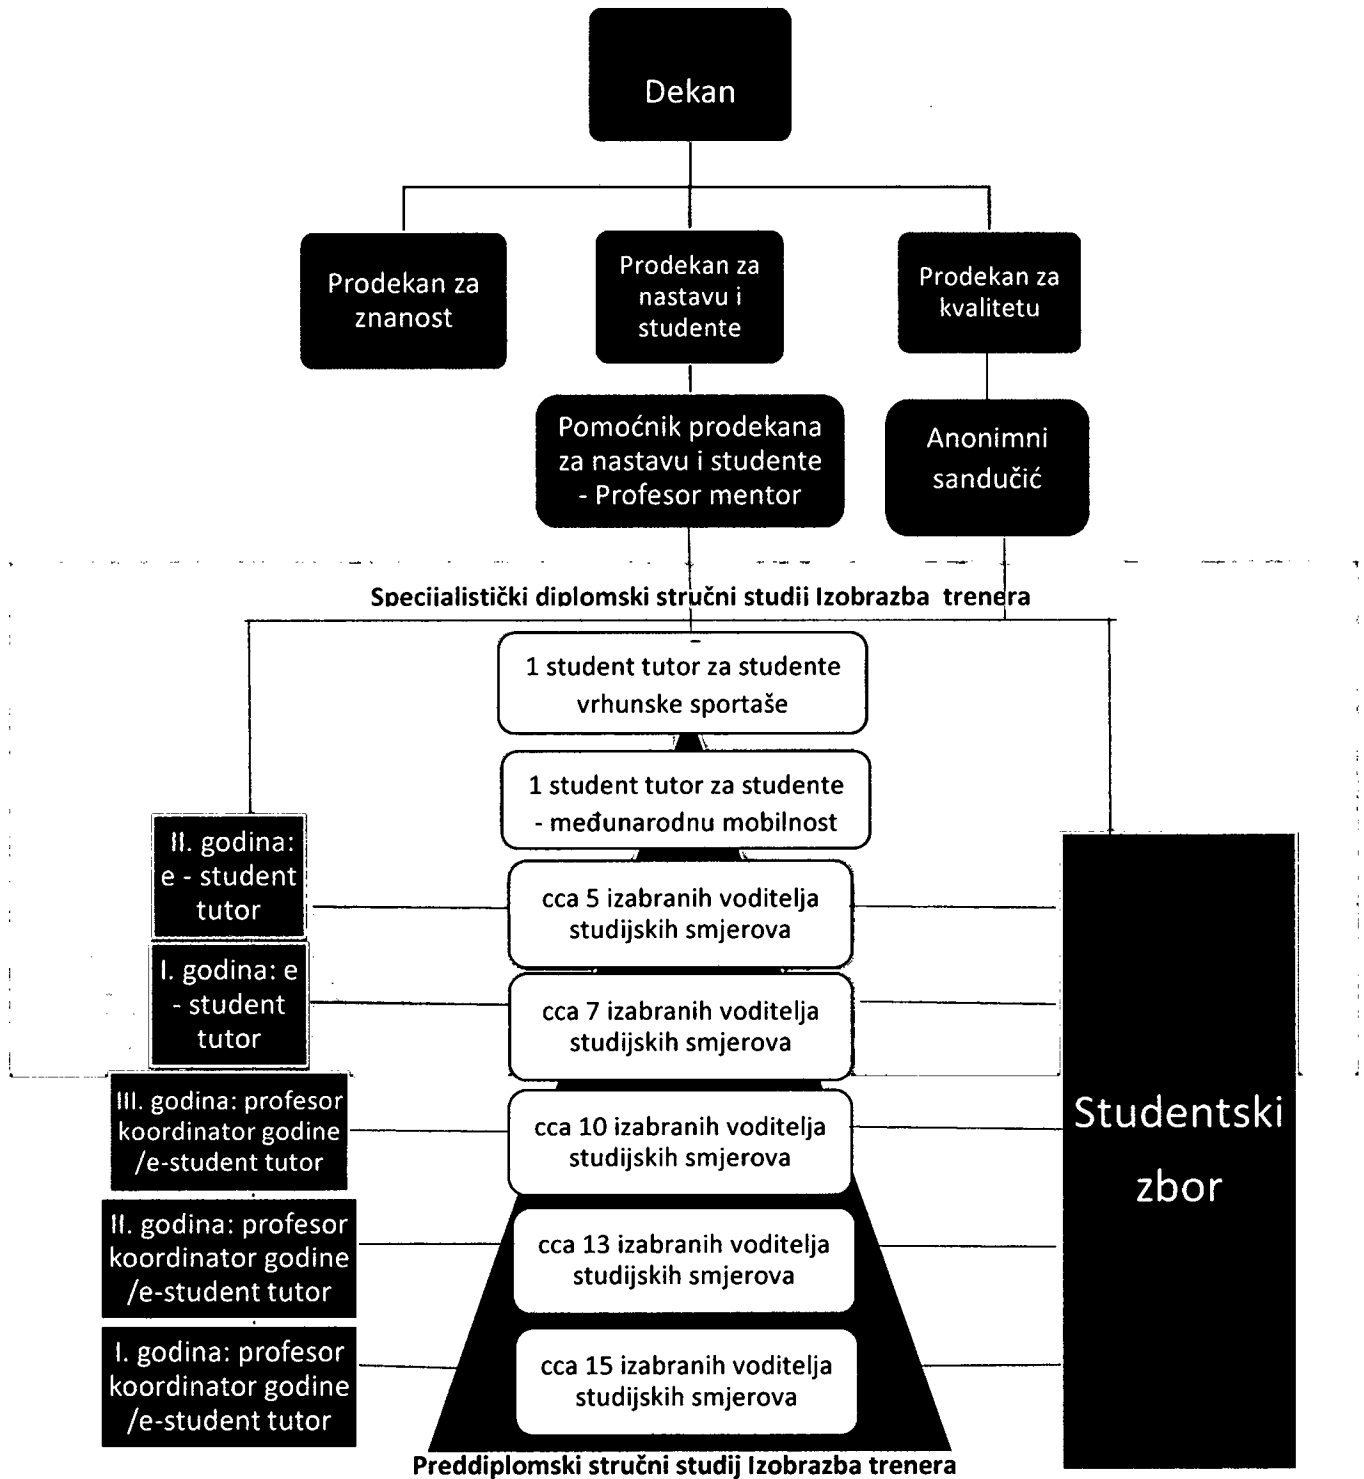 Dekan
Prodekan za
znanost
Prodekan za
nastavu i
studente
Prodekan za
kvalitetu
Pomoćnik prodekana
za nastavu i studente
- Profesor mentor
Anonimni
sandučić
Specijalistički diplomski stručni studij Izobrazba trenera
1 student tutor za studente
vrhunske sportaše
1 student tutor za studente
- međunarodnu mobilnost
II. godina:
e - student
tutor
cca 5 izabranih voditelja
studijskih smjerova
I. godina: e
- student
tutor
cca 7 izabranih voditelja
studijskih smjerova
III. godina: profesor
koordinator godine
/e-student tutor
cca 10 izabranih voditelja
studijskih smjerova
Studentski
zbor
II. godina: profesor
koordinator godine
/e-student tutor
cca 13 izabranih voditelja
studijskih smjerova
I. godina: profesor
koordinator godine
/e-student tutor
cca 15 izabranih voditelja
studijskih smjerova
Preddiplomski stručni studij Izobrazba trenera